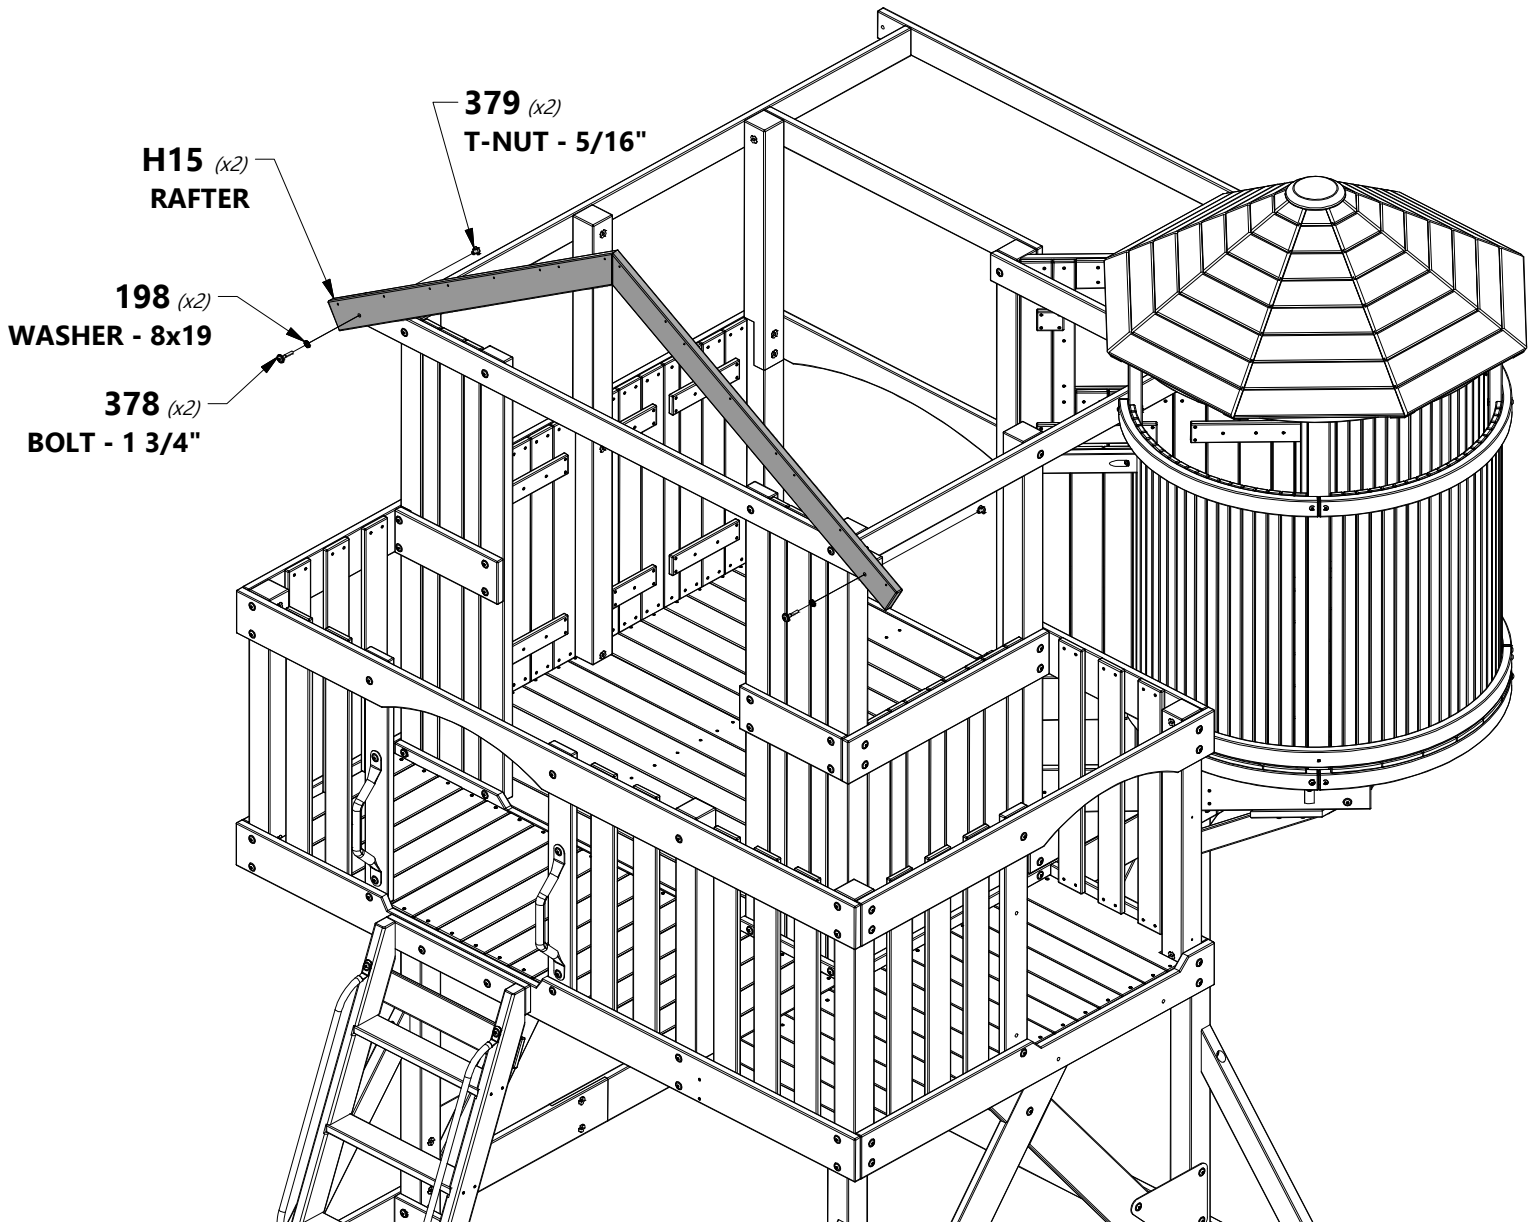 379 (x2)
T-NUT - 5/16"
H15 (x2)
RAFTER
198 (x2)
WASHER - 8x19
378 (x2)
BOLT - 1 3/4"